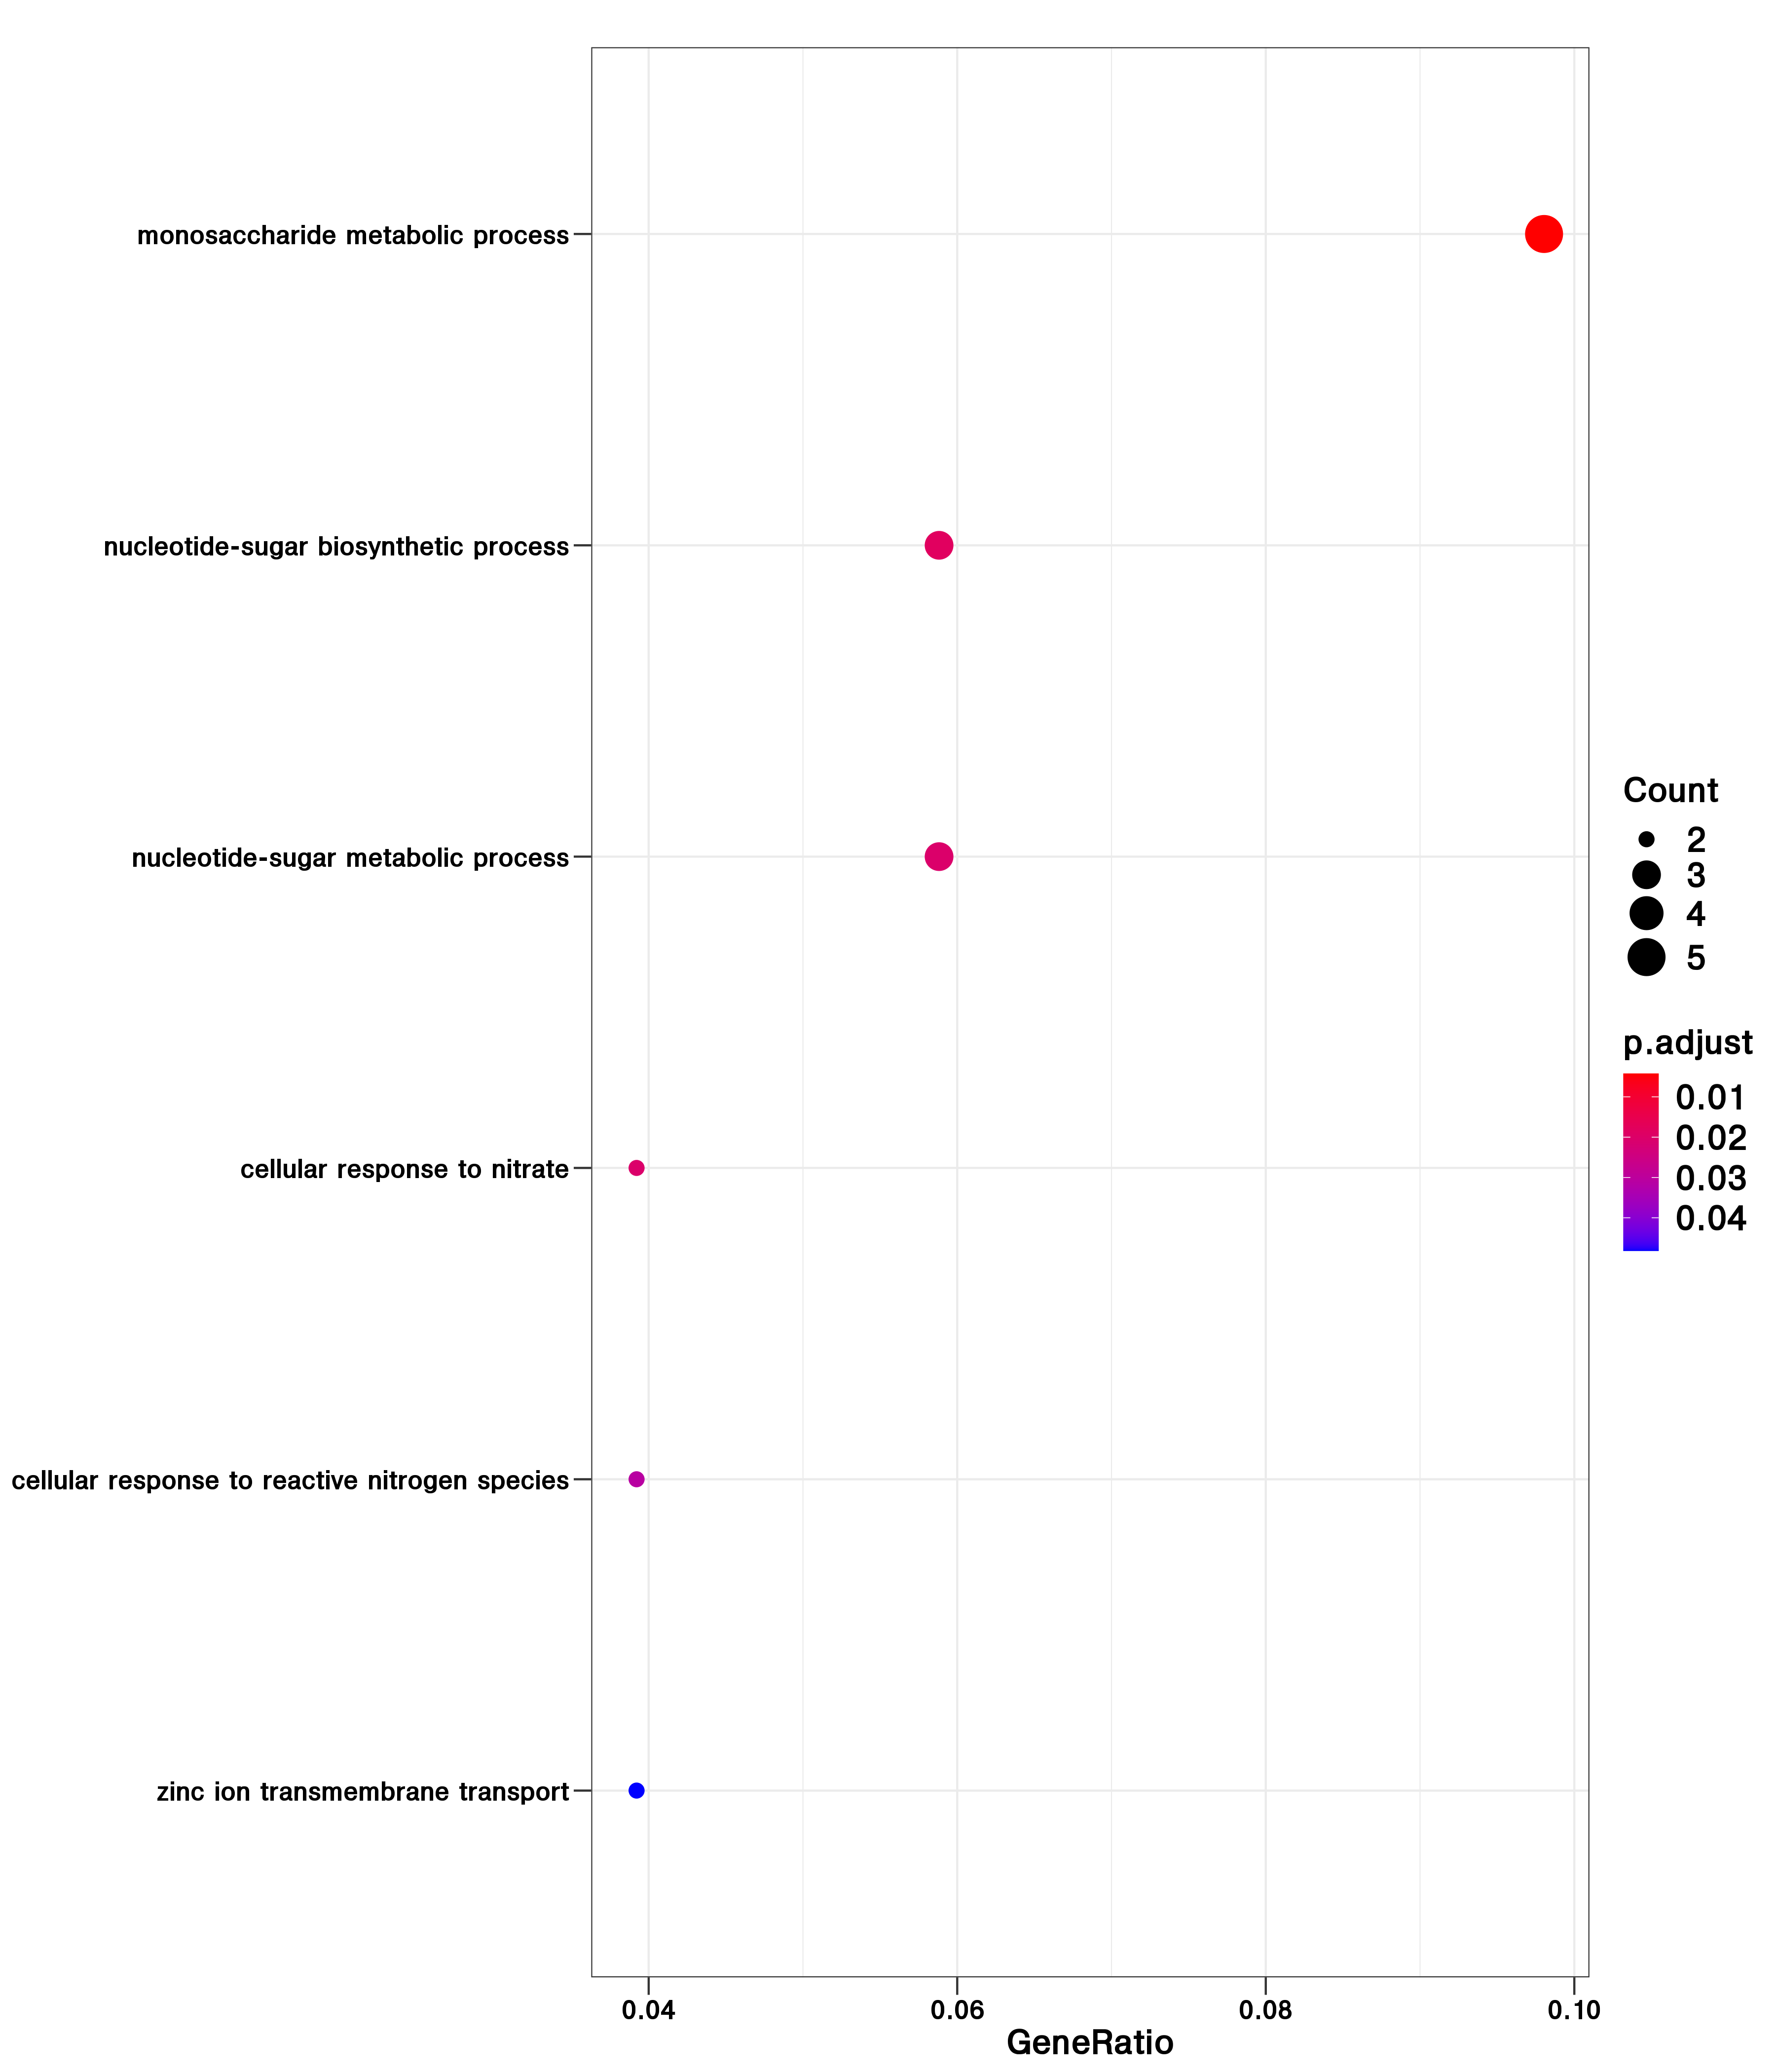 monosaccharide metabolic process
nucleotide-sugar biosynthetic process
nucleotide-sugar metabolic process
cellular response to nitrate
cellular response to reactive nitrogen species
zinc ion transmembrane transport
0.04
0.06
0.08
0.10
GeneRatio
Count
2
3
4
5
p.adjust
0.01
0.02
0.03
0.04